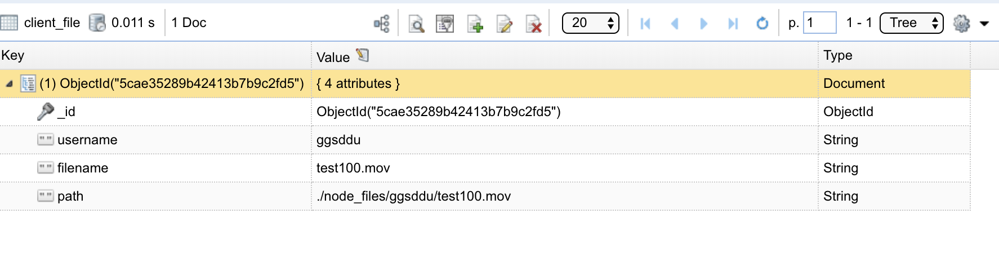 client_file 0.011 s 1 Doc 20 p. 1 1 - 1 Tree
Key Value Type
(1) ObjectId("5cae35289b42413b7b9c2fd5") { 4 attributes } Document
_id ObjectId("5cae35289b42413b7b9c2fd5") ObjectId
username ggsddu String
filename test100.mov String
path ./node_files/ggsddu/test100.mov String